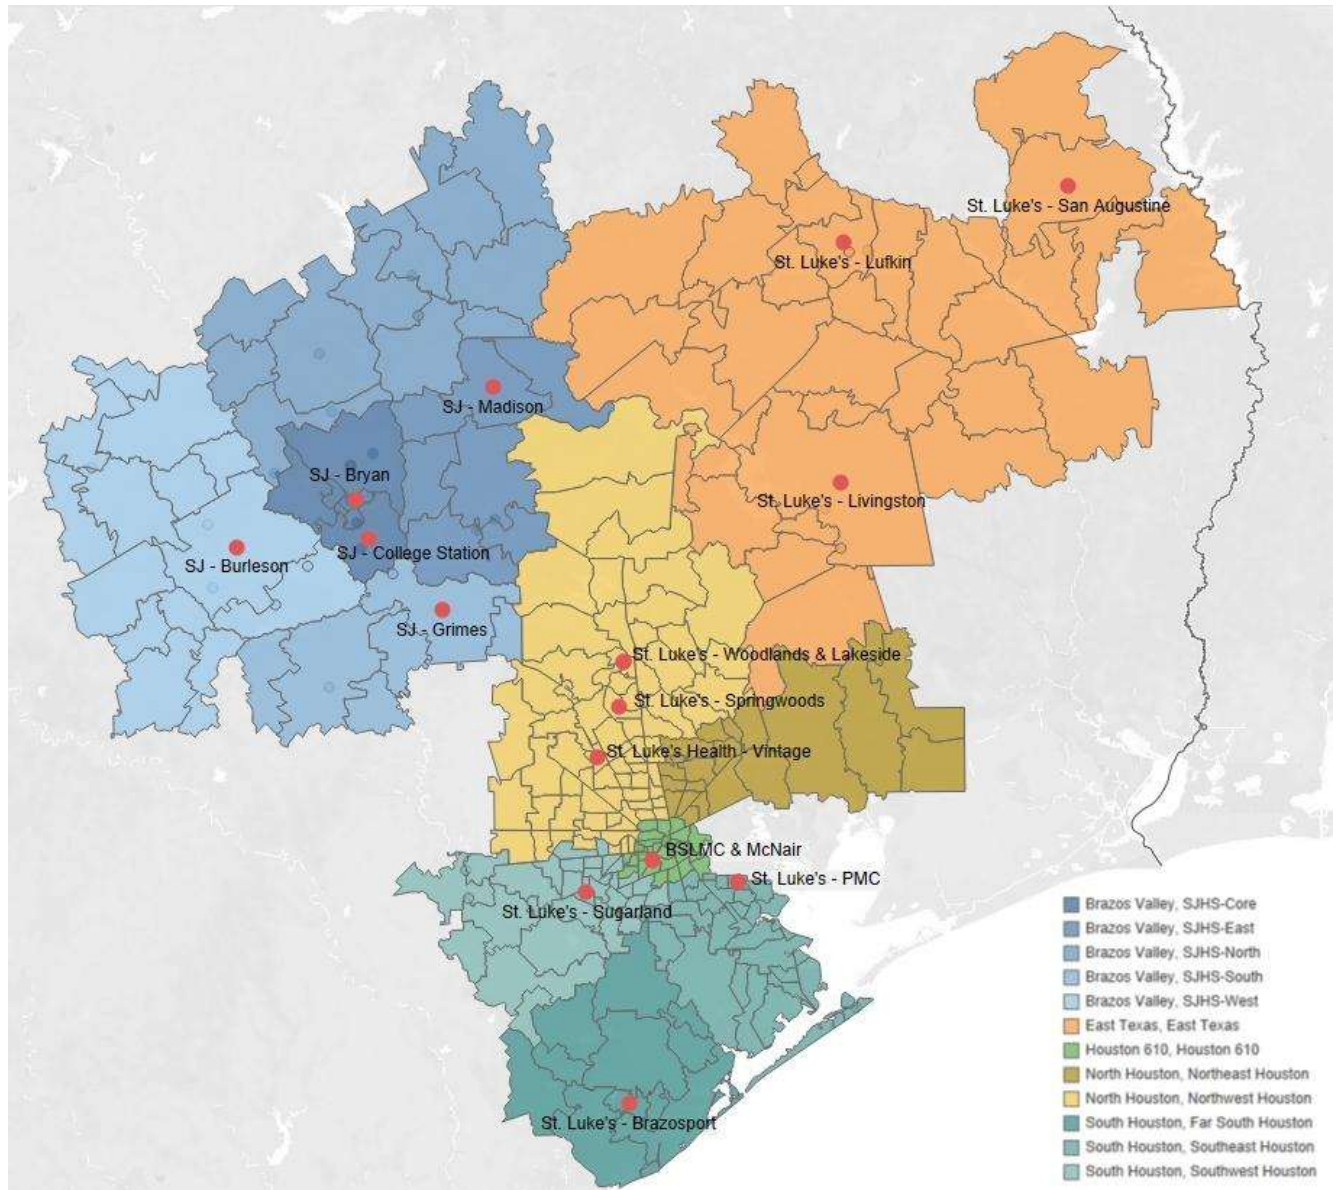 St. Luke's - San Augustine
St. Luke's - Lufkin
SJ - Madison
SJ - Bryan
St. Luke's - Livingston
SJ - College Station
SJ - Burleson
SJ - Grimes
St. Luke's - Woodlands & Lakeside
St. Luke's - Springwoods
St. Luke's Health - Vintage
BSLMC & McNair
St. Luke's - PMC
St. Luke's - Sugarland
St. Luke's - Brazosport
Brazos Valley, SJHS-Core
Brazos Valley, SJHS-East
Brazos Valley, SJHS-North
Brazos Valley, SJHS-South
Brazos Valley, SJHS-West
East Texas, East Texas
Houston 610, Houston 610
North Houston, Northeast Houston
North Houston, Northwest Houston
South Houston, Far South Houston
South Houston, Southeast Houston
South Houston, Southwest Houston